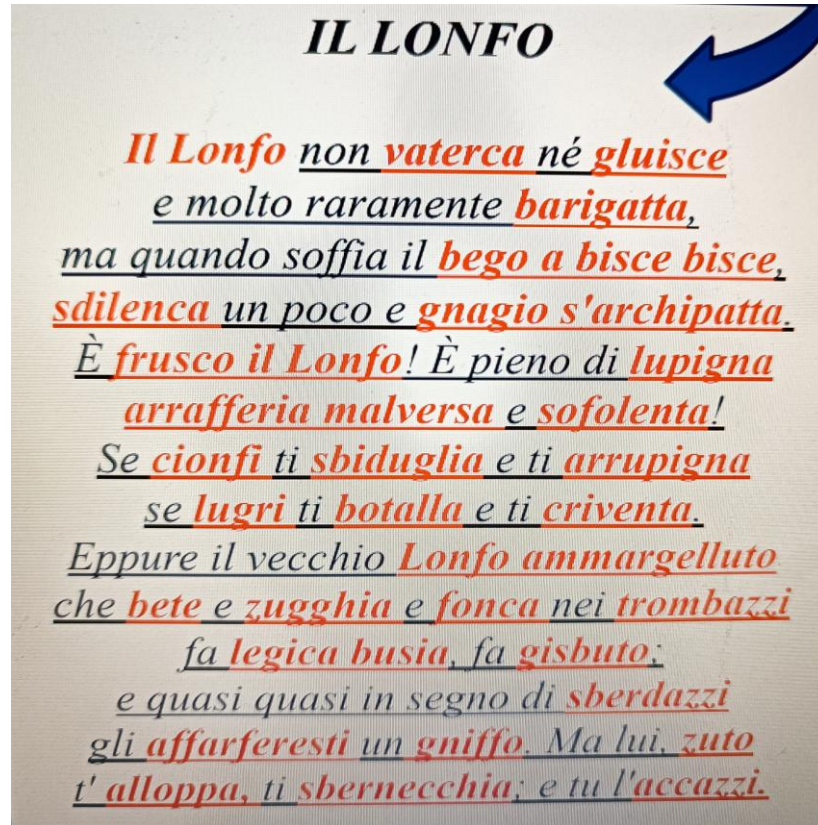 IL LONFO
Il Lonfo non vaterca né gluisce
e molto raramente barigatta,
ma quando soffia il bego a bisce bisce,
sdilenca un poco e gnagio s'archipatta.
È frusco il Lonfo! È pieno di lupigna
arrafferia malversa e sofolenta!
Se cionfi ti sbiduglia e ti arrupigna
se lugri ti botalla e ti criventa.
Eppure il vecchio Lonfo ammargelluto
che bete e zugghia e fonca nei trombazzi
fa legica busia, fa gisbuto;
e quasi quasi in segno di sberdazzi
gli affarferesti un gniffo. Ma lui, zuto
t' alloppa, ti sbernecchia; e tu l'accazzi.